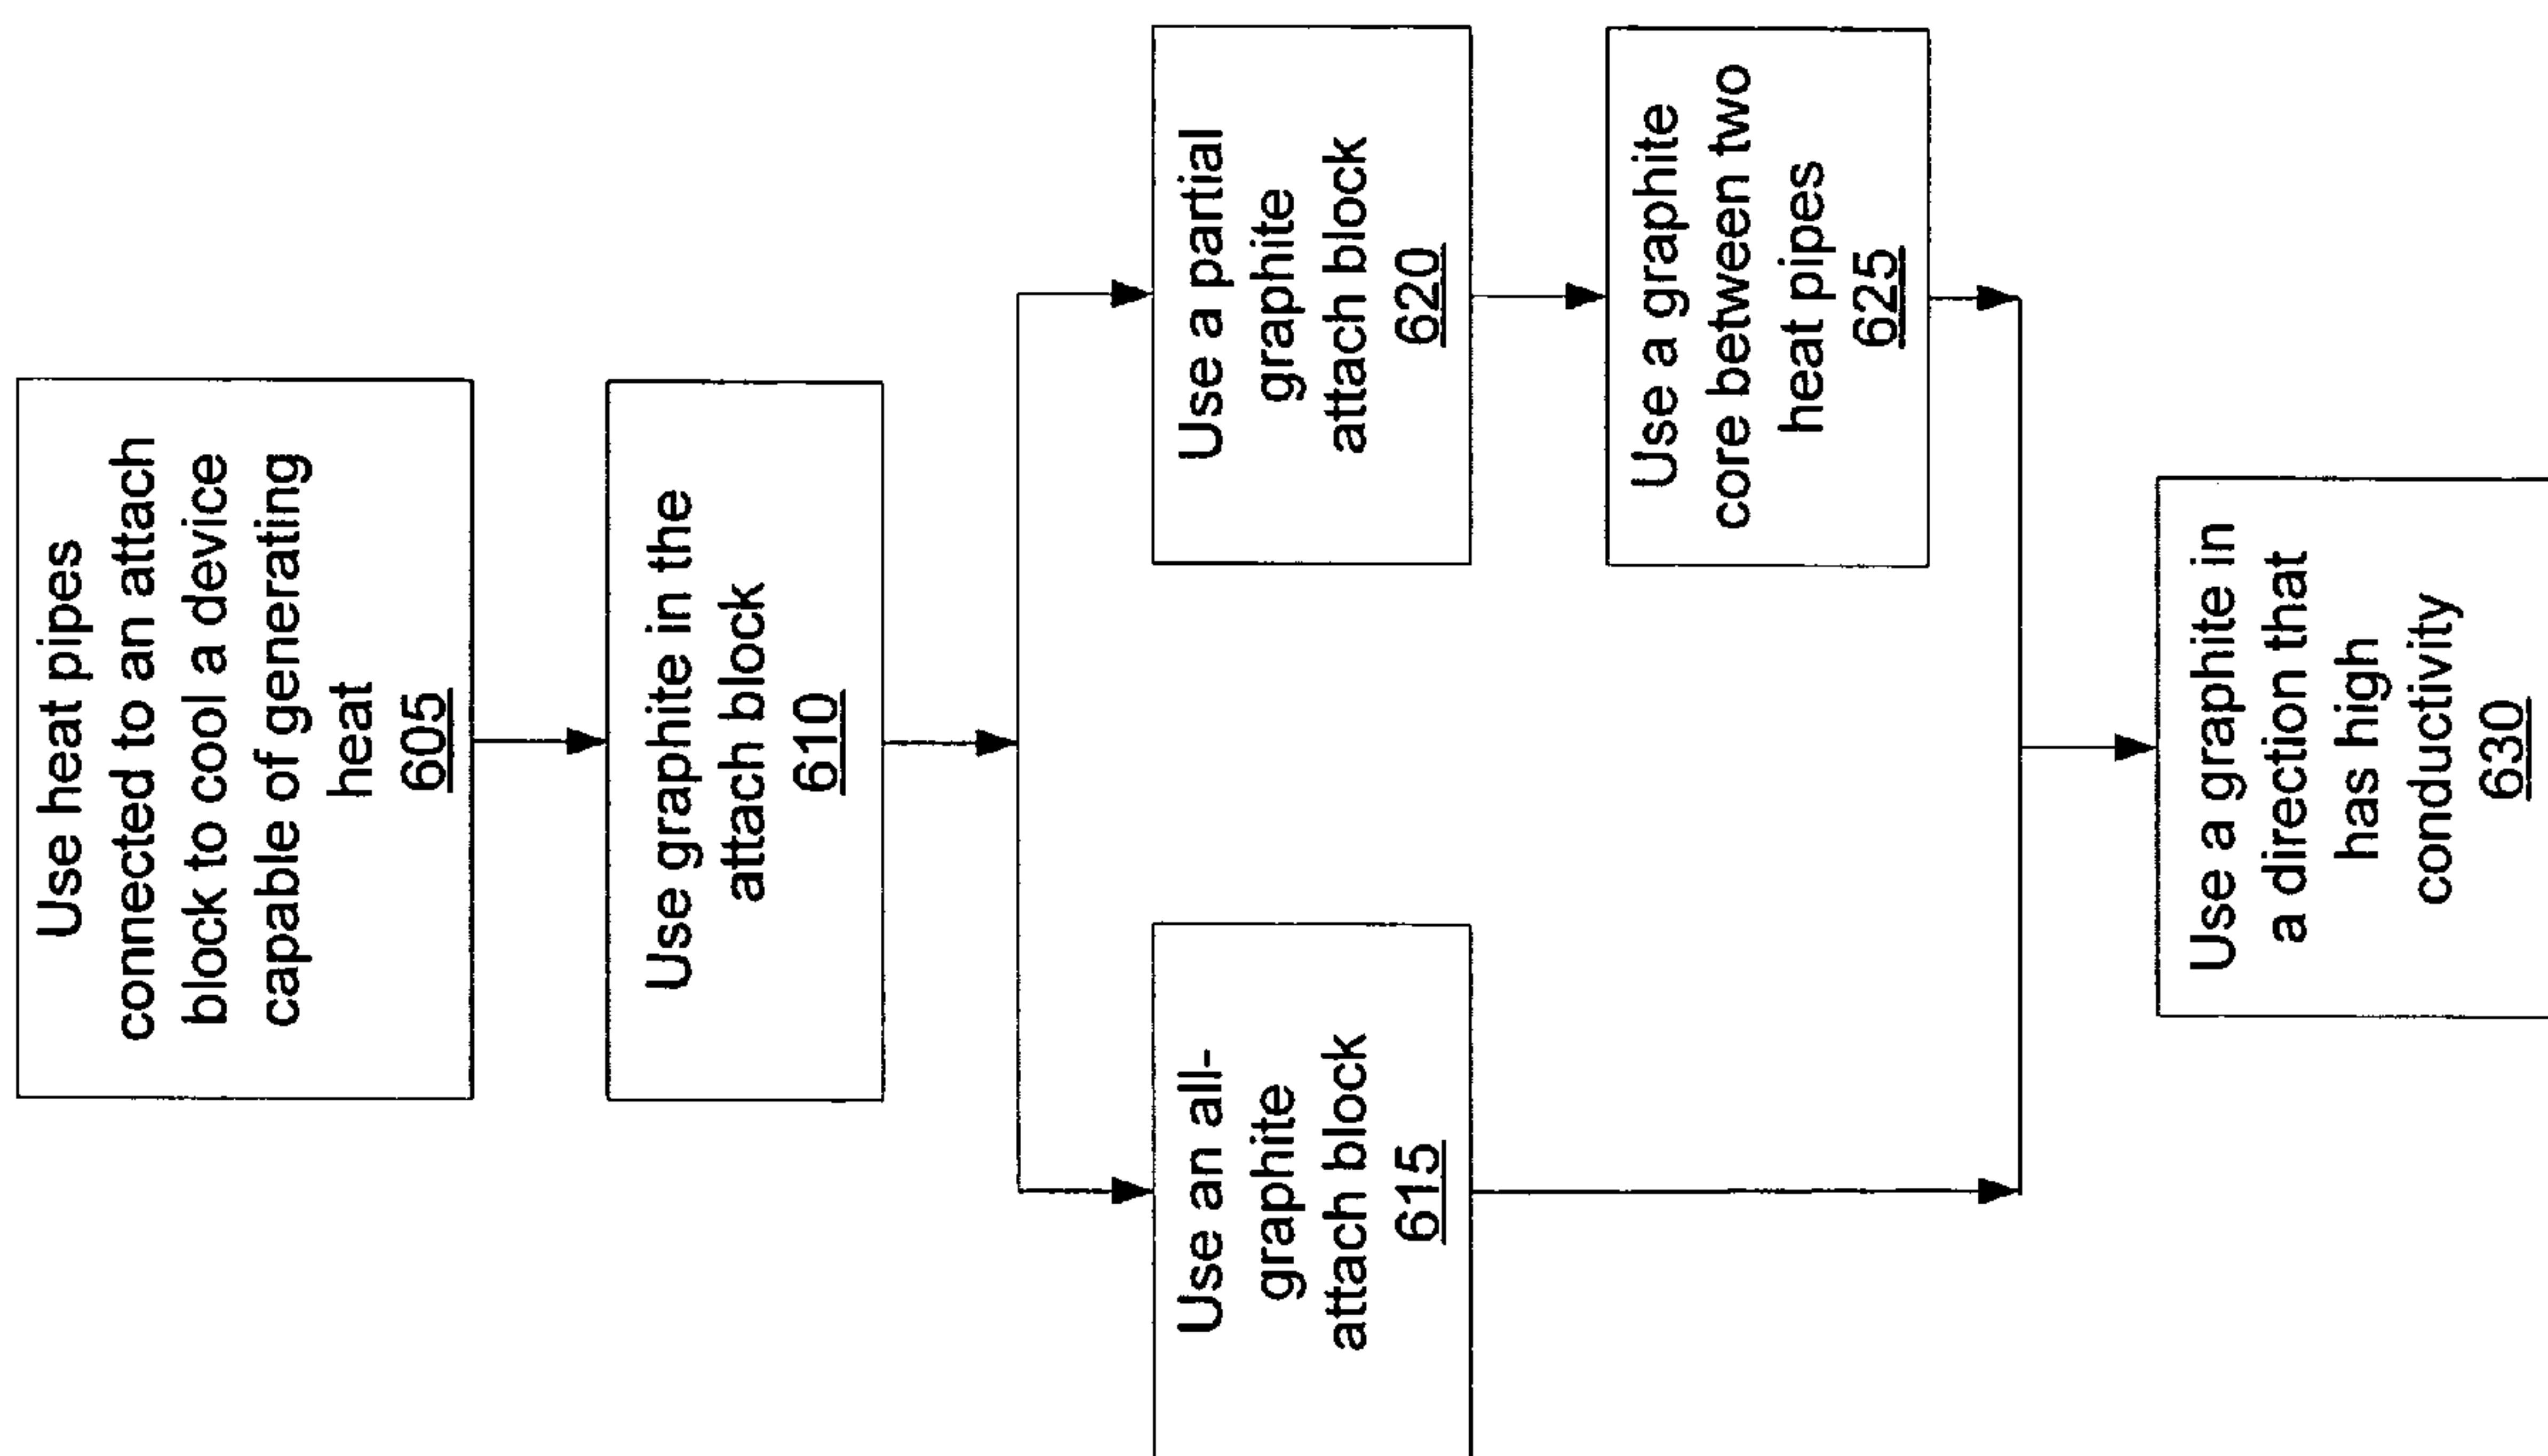 Use heat pipes
connected to an attach
block to cool a device
capable of generating
heat
605
Use graphite in the
attach block
610
Use an all-
graphite
attach block
615
Use a partial
graphite
attach block
620
Use a graphite
core between two
heat pipes
625
Use a graphite in
a direction that
has high
conductivity
630